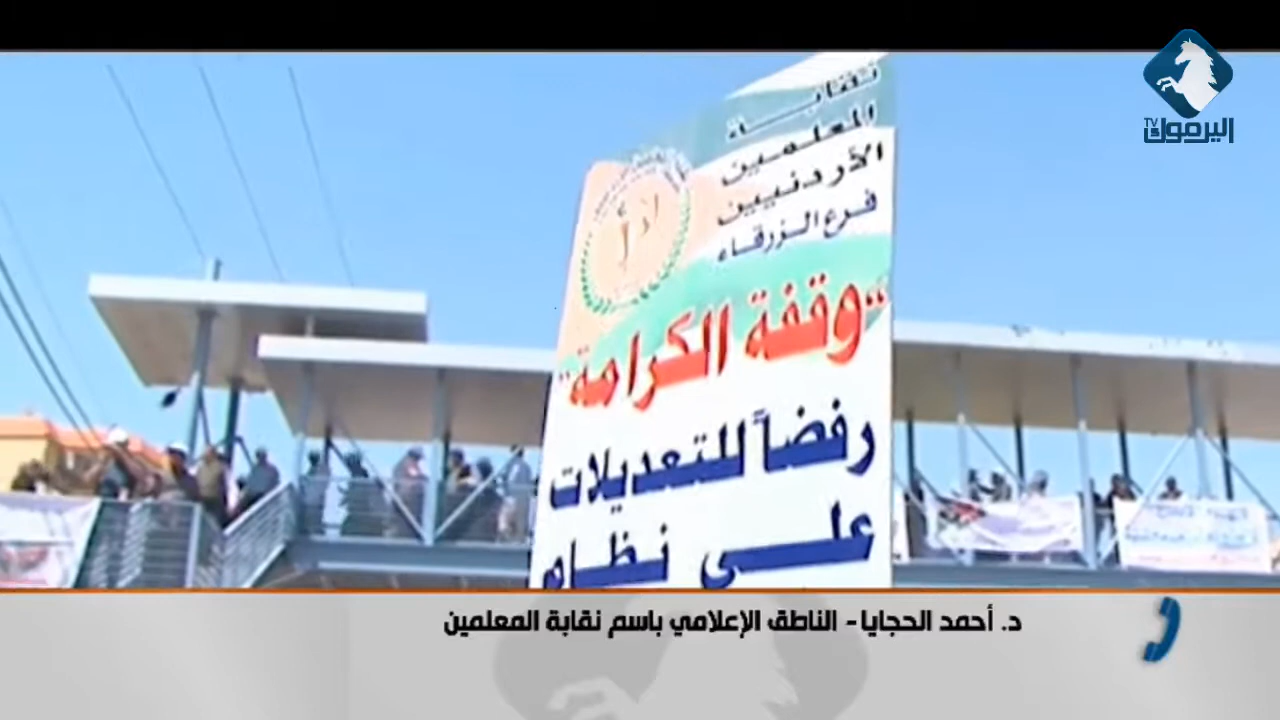 اليرموك TV
نقابة
المعلمين
الأردنيين
فرع الزرقاء
"وقفة الكرامة"
رفضاً للتعديلات
على نظام
د. أحمد الحجايا - الناطق الإعلامي باسم نقابة المعلمين